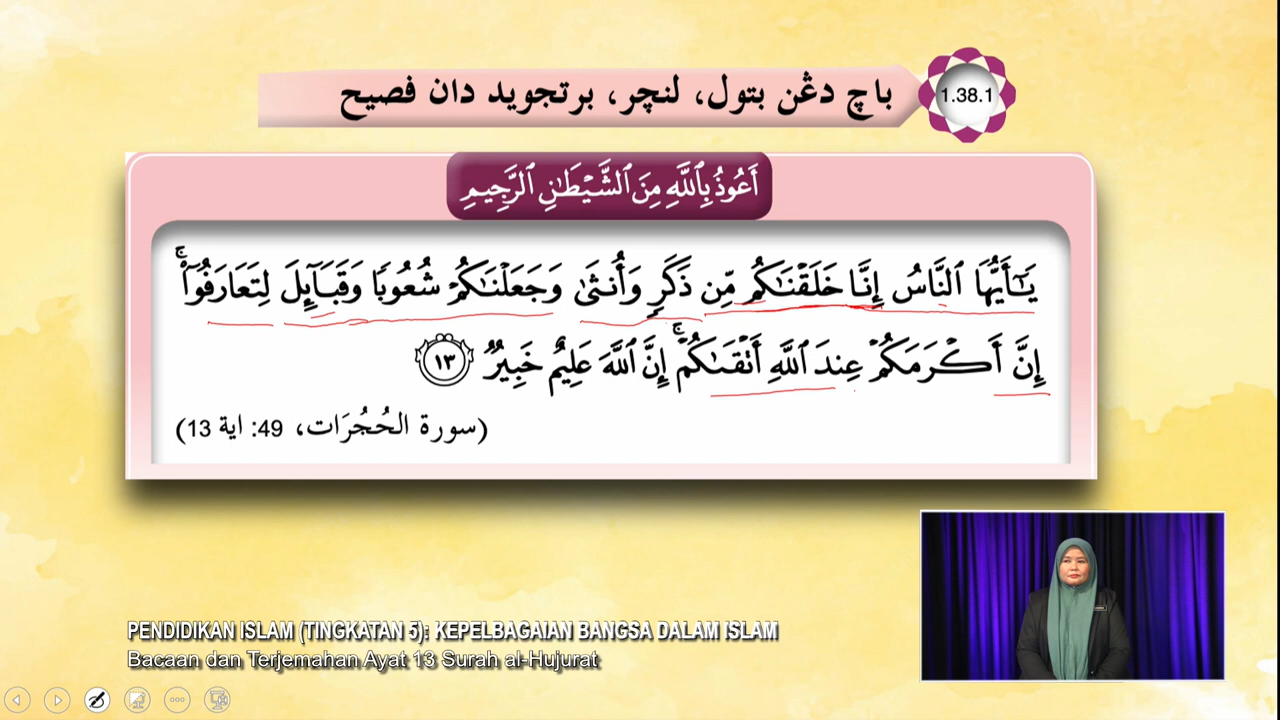 باچ دڠن بتول، لنچر، برتجويد دان فصيح
1.38.1
أَعُوذُ بِٱللَّهِ مِنَ ٱلشَّيْطَٰنِ ٱلرَّجِيمِ
يَٰٓأَيُّهَا ٱلنَّاسُ إِنَّا خَلَقْنَٰكُم مِّن ذَكَرٍ وَأُنثَىٰ وَجَعَلْنَٰكُمْ شُعُوبًا وَقَبَآئِلَ لِتَعَارَفُوٓا۟ ۚ
إِنَّ أَكْرَمَكُمْ عِندَ ٱللَّهِ أَتْقَىٰكُمْ ۚ إِنَّ ٱللَّهَ عَلِيمٌ خَبِيرٌ ١٣
(سورة الحُجُرَات، 49: اية 13)
PENDIDIKAN ISLAM (TINGKATAN 5): KEPELBAGAIAN BANGSA DALAM ISLAM
Bacaan dan Terjemahan Ayat 13 Surah al-Hujurat